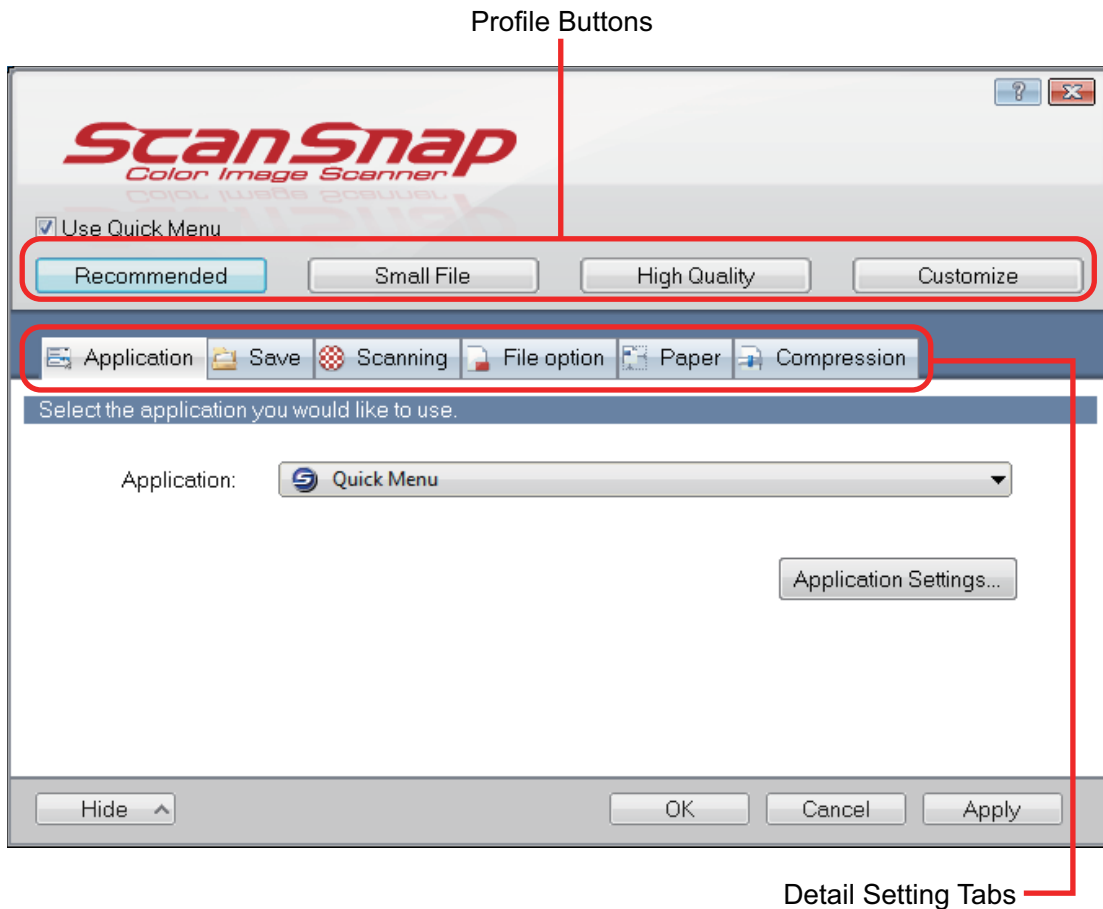 Profile Buttons
ScanSnap
Color Image Scanner
Use Quick Menu
Recommended Small File High Quality Customize
Application Save Scanning File option Paper Compression
Select the application you would like to use.
Application: Quick Menu
Application Settings...
Hide OK Cancel Apply
Detail Setting Tabs